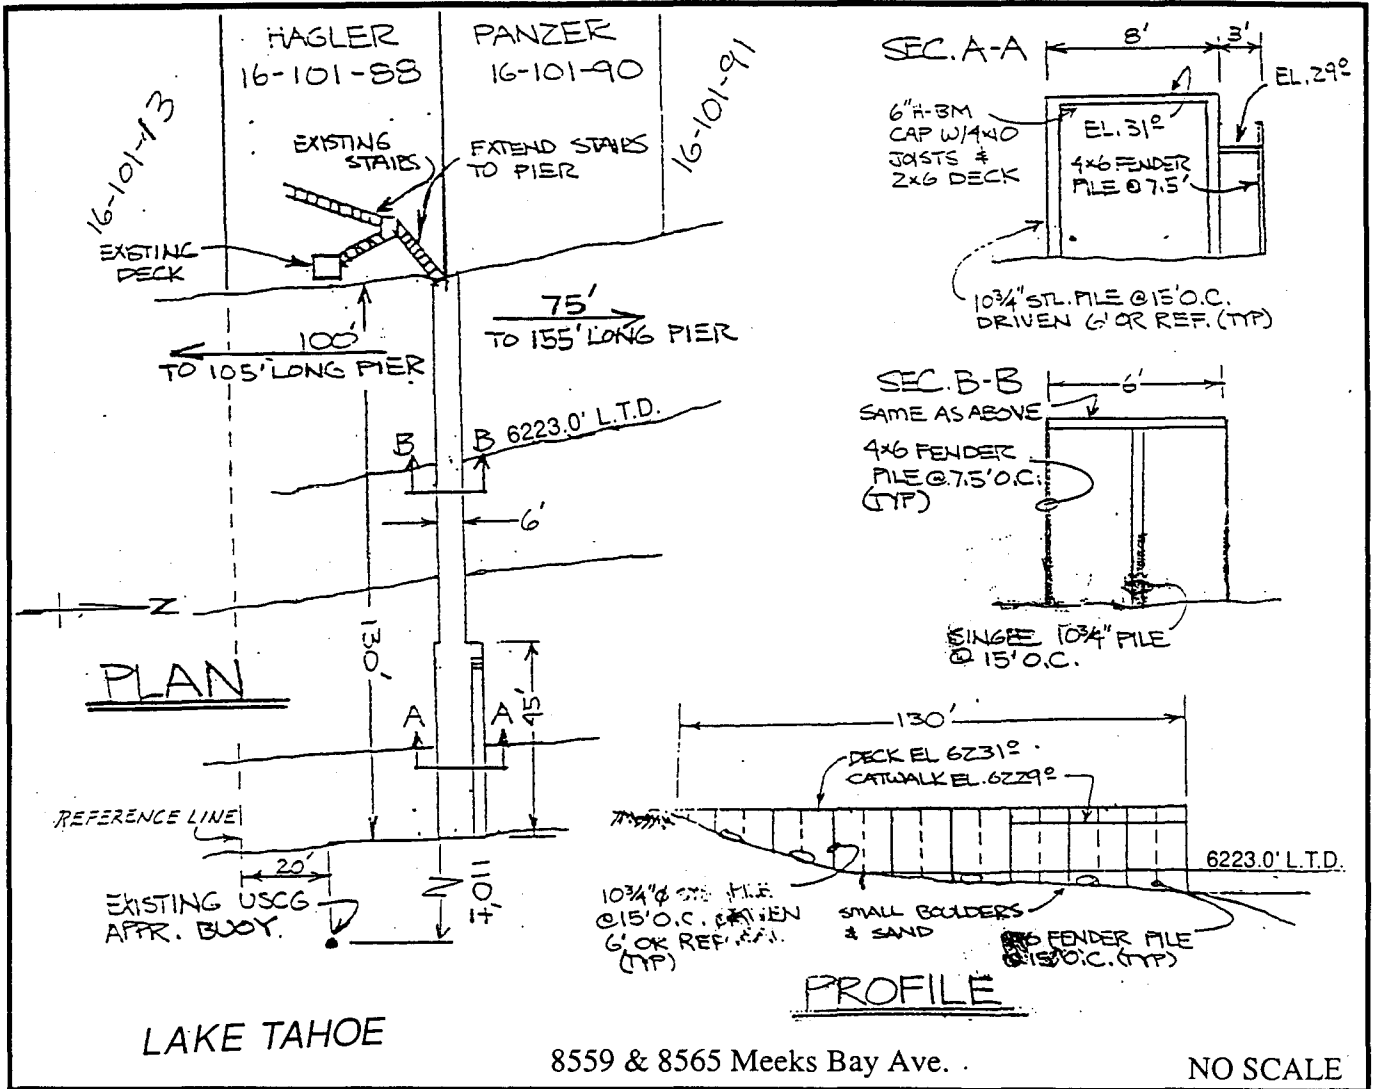 HAGLER
16-101-88
PANZER
16-101-90
16-101-91
16-101-13
EXISTING
STAIRS
EXTEND STAIRS
TO PIER
EXISTING
DECK
75'
TO 155' LONG PIER
100'
TO 105' LONG PIER
B
B
6223.0' L.T.D.
6'
130'
N
PLAN
45'
A
A
REFERENCE LINE
20'
110'±
EXISTING USCG
APPR. BUOY.
LAKE TAHOE
SEC. A-A
8'
3'
EL. 29º
6" H-BM
CAP W/4x10
JOISTS &
2x6 DECK
EL. 31º
4x6 FENDER
PILE @ 7.5'
10¾" STL. PILE @ 15' O.C.
DRIVEN 6' OR REF. (TYP)
SEC. B-B
6'
SAME AS ABOVE
4x6 FENDER
PILE @ 7.5' O.C.
(TYP)
SINGLE 10¾" PILE
@ 15' O.C.
130'
DECK EL 6231º
CATWALK EL. 6229º
6223.0' L.T.D.
10¾"φ
@ 15' O.C.
6' OR REF.
(TYP)
SMALL BOULDERS
& SAND
FENDER PILE
@ 15' O.C. (TYP)
PROFILE
8559 & 8565 Meeks Bay Ave.
NO SCALE